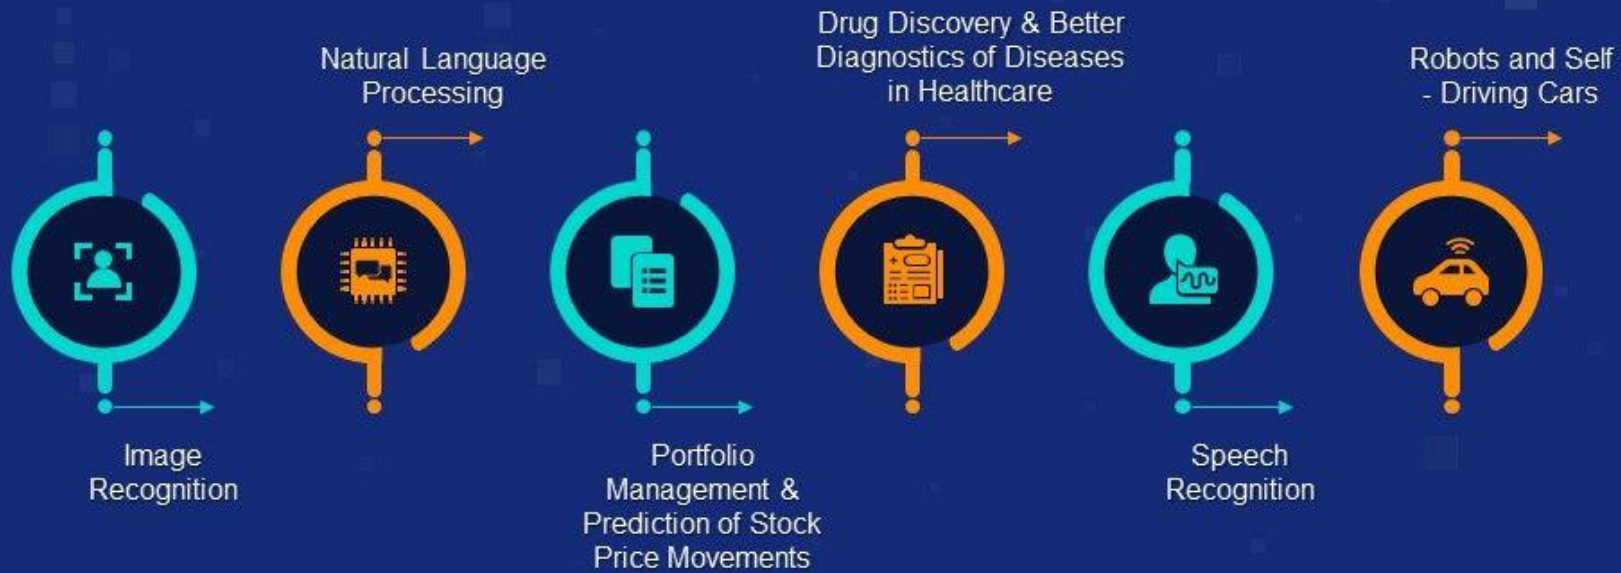 Image
Recognition
Natural Language
Processing
Portfolio
Management &
Prediction of Stock
Price Movements
Drug Discovery & Better
Diagnostics of Diseases
in Healthcare
Speech
Recognition
Robots and Self
- Driving Cars